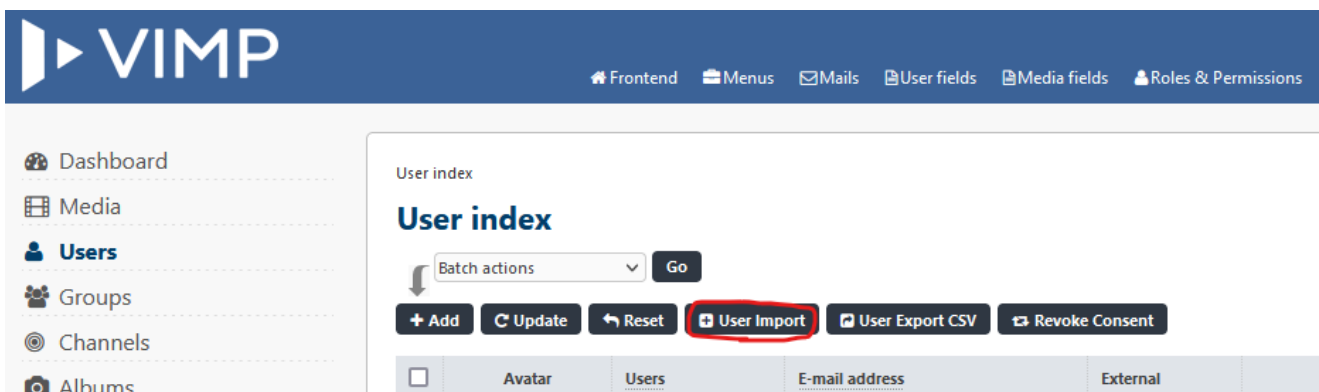 VIMP
Frontend Menus Mails User fields Media fields Roles & Permissions
Dashboard
Media
Users
Groups
Channels
Albums
User index
User index
Batch actions Go
Add Update Reset User Import User Export CSV Revoke Consent
Avatar Users E-mail address External